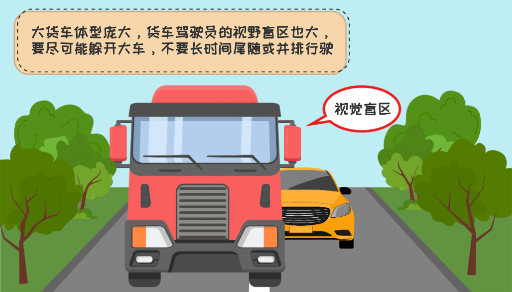 大货车体型庞大，货车驾驶员的视野盲区也大，
要尽可能躲开大车，不要长时间尾随或并排行驶
视觉盲区